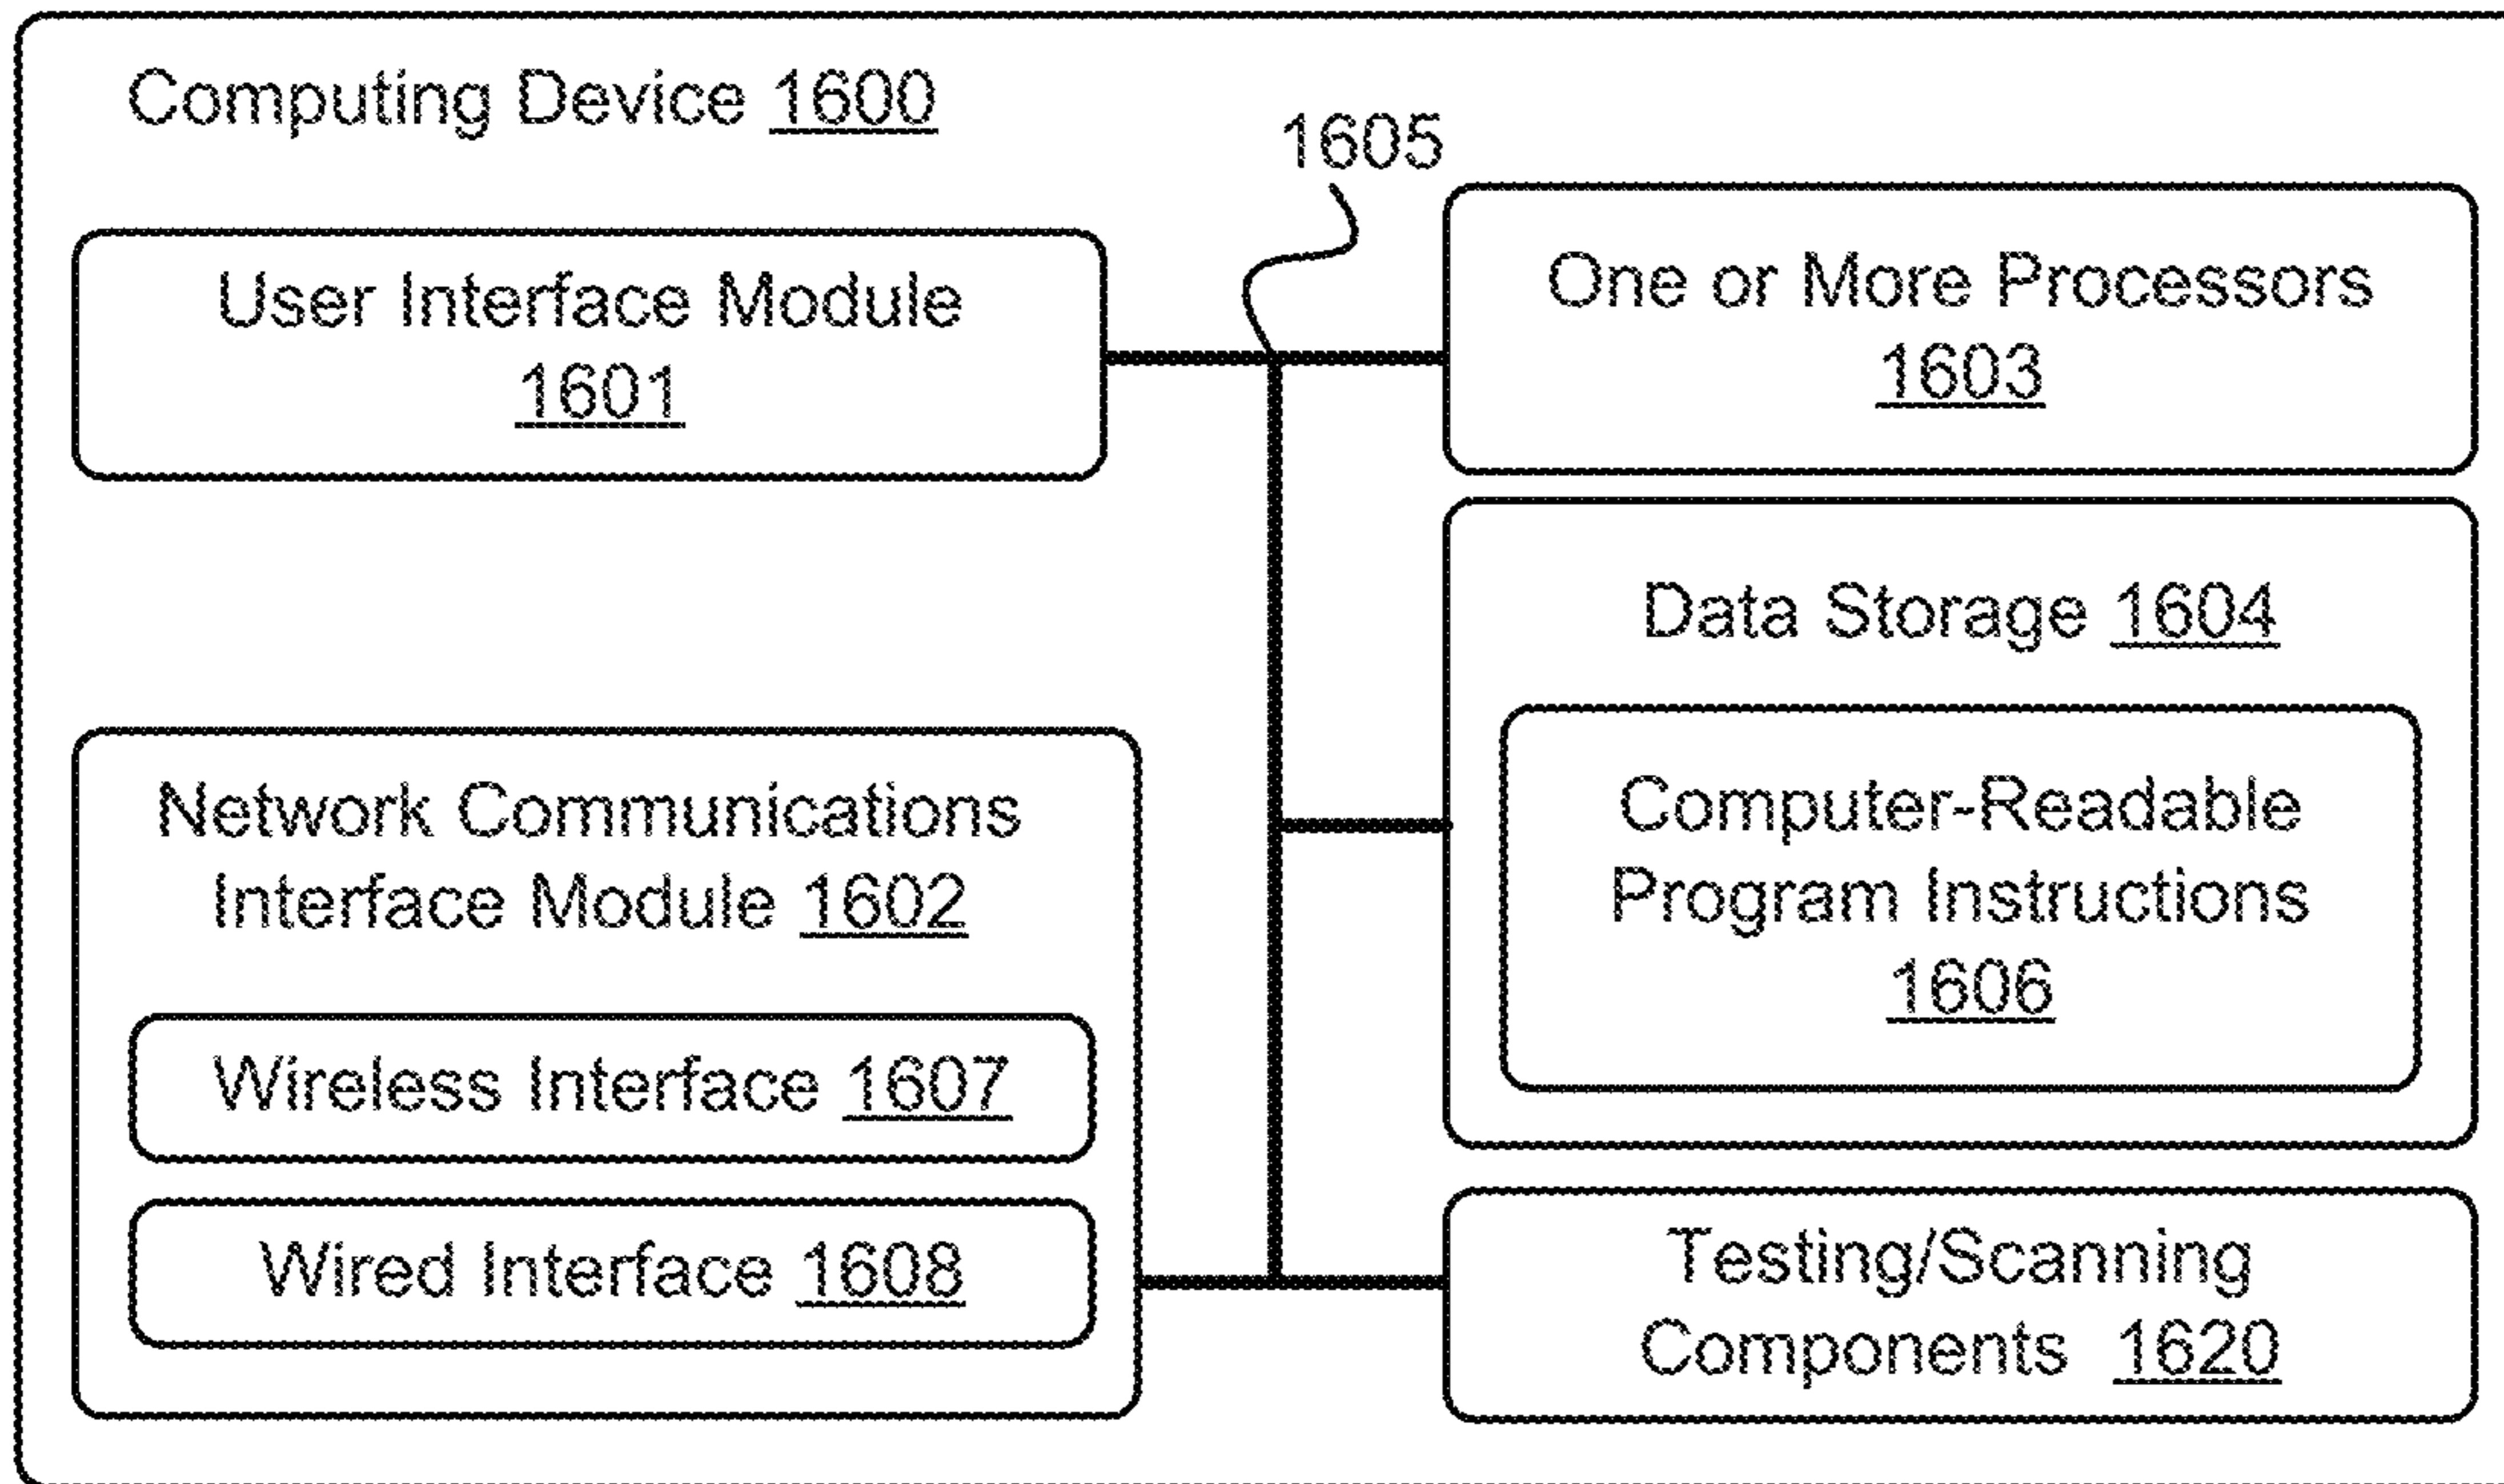 Computing Device 1600
1605
User Interface Module
1601
One or More Processors
1603
Data Storage 1604
Computer-Readable
Program Instructions
1606
Network Communications
Interface Module 1602
Wireless Interface 1607
Wired Interface 1608
Testing/Scanning
Components 1620